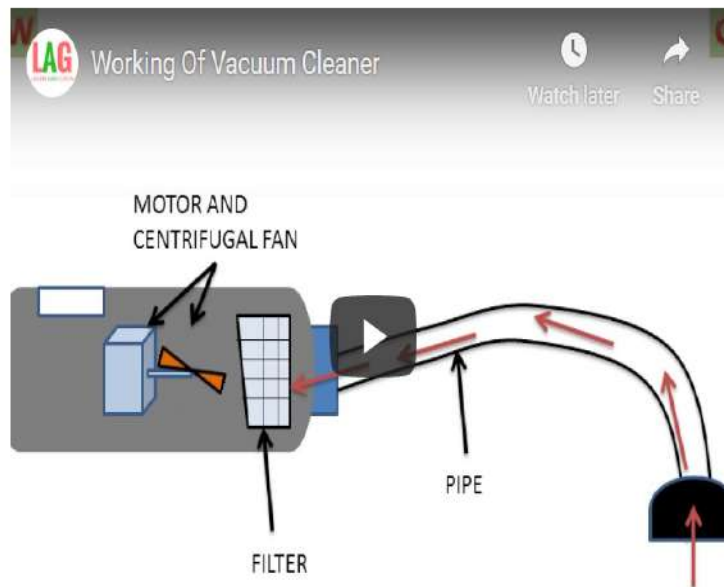 LAG
Working Of Vacuum Cleaner
Watch later
Share
MOTOR AND
CENTRIFUGAL FAN
PIPE
FILTER